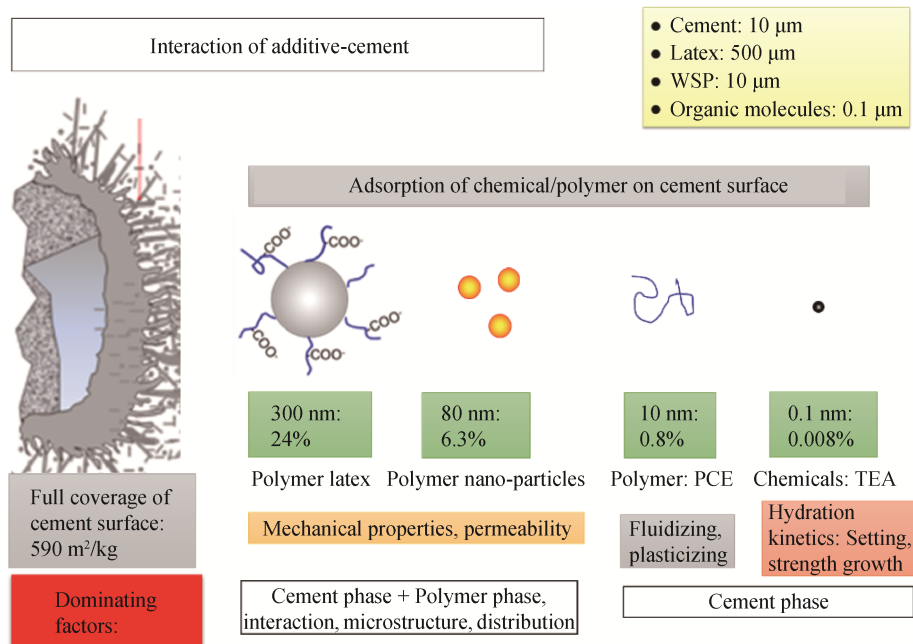 Interaction of additive-cement
● Cement: 10 μm
● Latex: 500 μm
● WSP: 10 μm
● Organic molecules: 0.1 μm
Adsorption of chemical/polymer on cement surface
COO-
COO-
COO-
COO-
COO-
300 nm:
24%
80 nm:
6.3%
10 nm:
0.8%
0.1 nm:
0.008%
Polymer latex
Polymer nano-particles
Polymer: PCE
Chemicals: TEA
Full coverage of
cement surface:
590 m²/kg
Mechanical properties, permeability
Fluidizing,
plasticizing
Hydration
kinetics: Setting,
strength growth
Dominating
factors:
Cement phase + Polymer phase,
interaction, microstructure, distribution
Cement phase